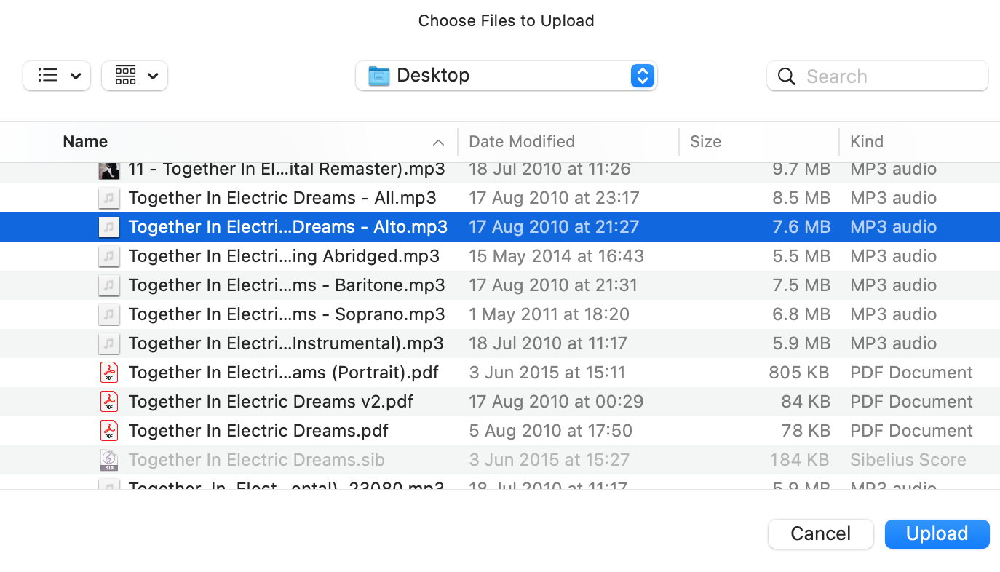 Choose Files to Upload
Desktop
Search
Name Date Modified Size Kind
11 - Together In El...ital Remaster).mp3 18 Jul 2010 at 11:26 9.7 MB MP3 audio
Together In Electric Dreams - All.mp3 17 Aug 2010 at 23:17 8.5 MB MP3 audio
Together In Electri...Dreams - Alto.mp3 17 Aug 2010 at 21:27 7.6 MB MP3 audio
Together In Electri...ing Abridged.mp3 15 May 2014 at 16:43 5.5 MB MP3 audio
Together In Electri...ms - Baritone.mp3 17 Aug 2010 at 21:31 7.5 MB MP3 audio
Together In Electri...ms - Soprano.mp3 1 May 2011 at 18:20 6.8 MB MP3 audio
Together In Electri...Instrumental).mp3 18 Jul 2010 at 11:17 5.9 MB MP3 audio
PDF Together In Electri...ams (Portrait).pdf 3 Jun 2015 at 15:11 805 KB PDF Document
PDF Together In Electric Dreams v2.pdf 17 Aug 2010 at 00:29 84 KB PDF Document
PDF Together In Electric Dreams.pdf 5 Aug 2010 at 17:50 78 KB PDF Document
SIB Together In Electric Dreams.sib 3 Jun 2015 at 15:27 184 KB Sibelius Score
Together_In_Elect...ental)_23080.mp3 18 Jul 2010 at 11:17 5.9 MB MP3 audio
Cancel Upload